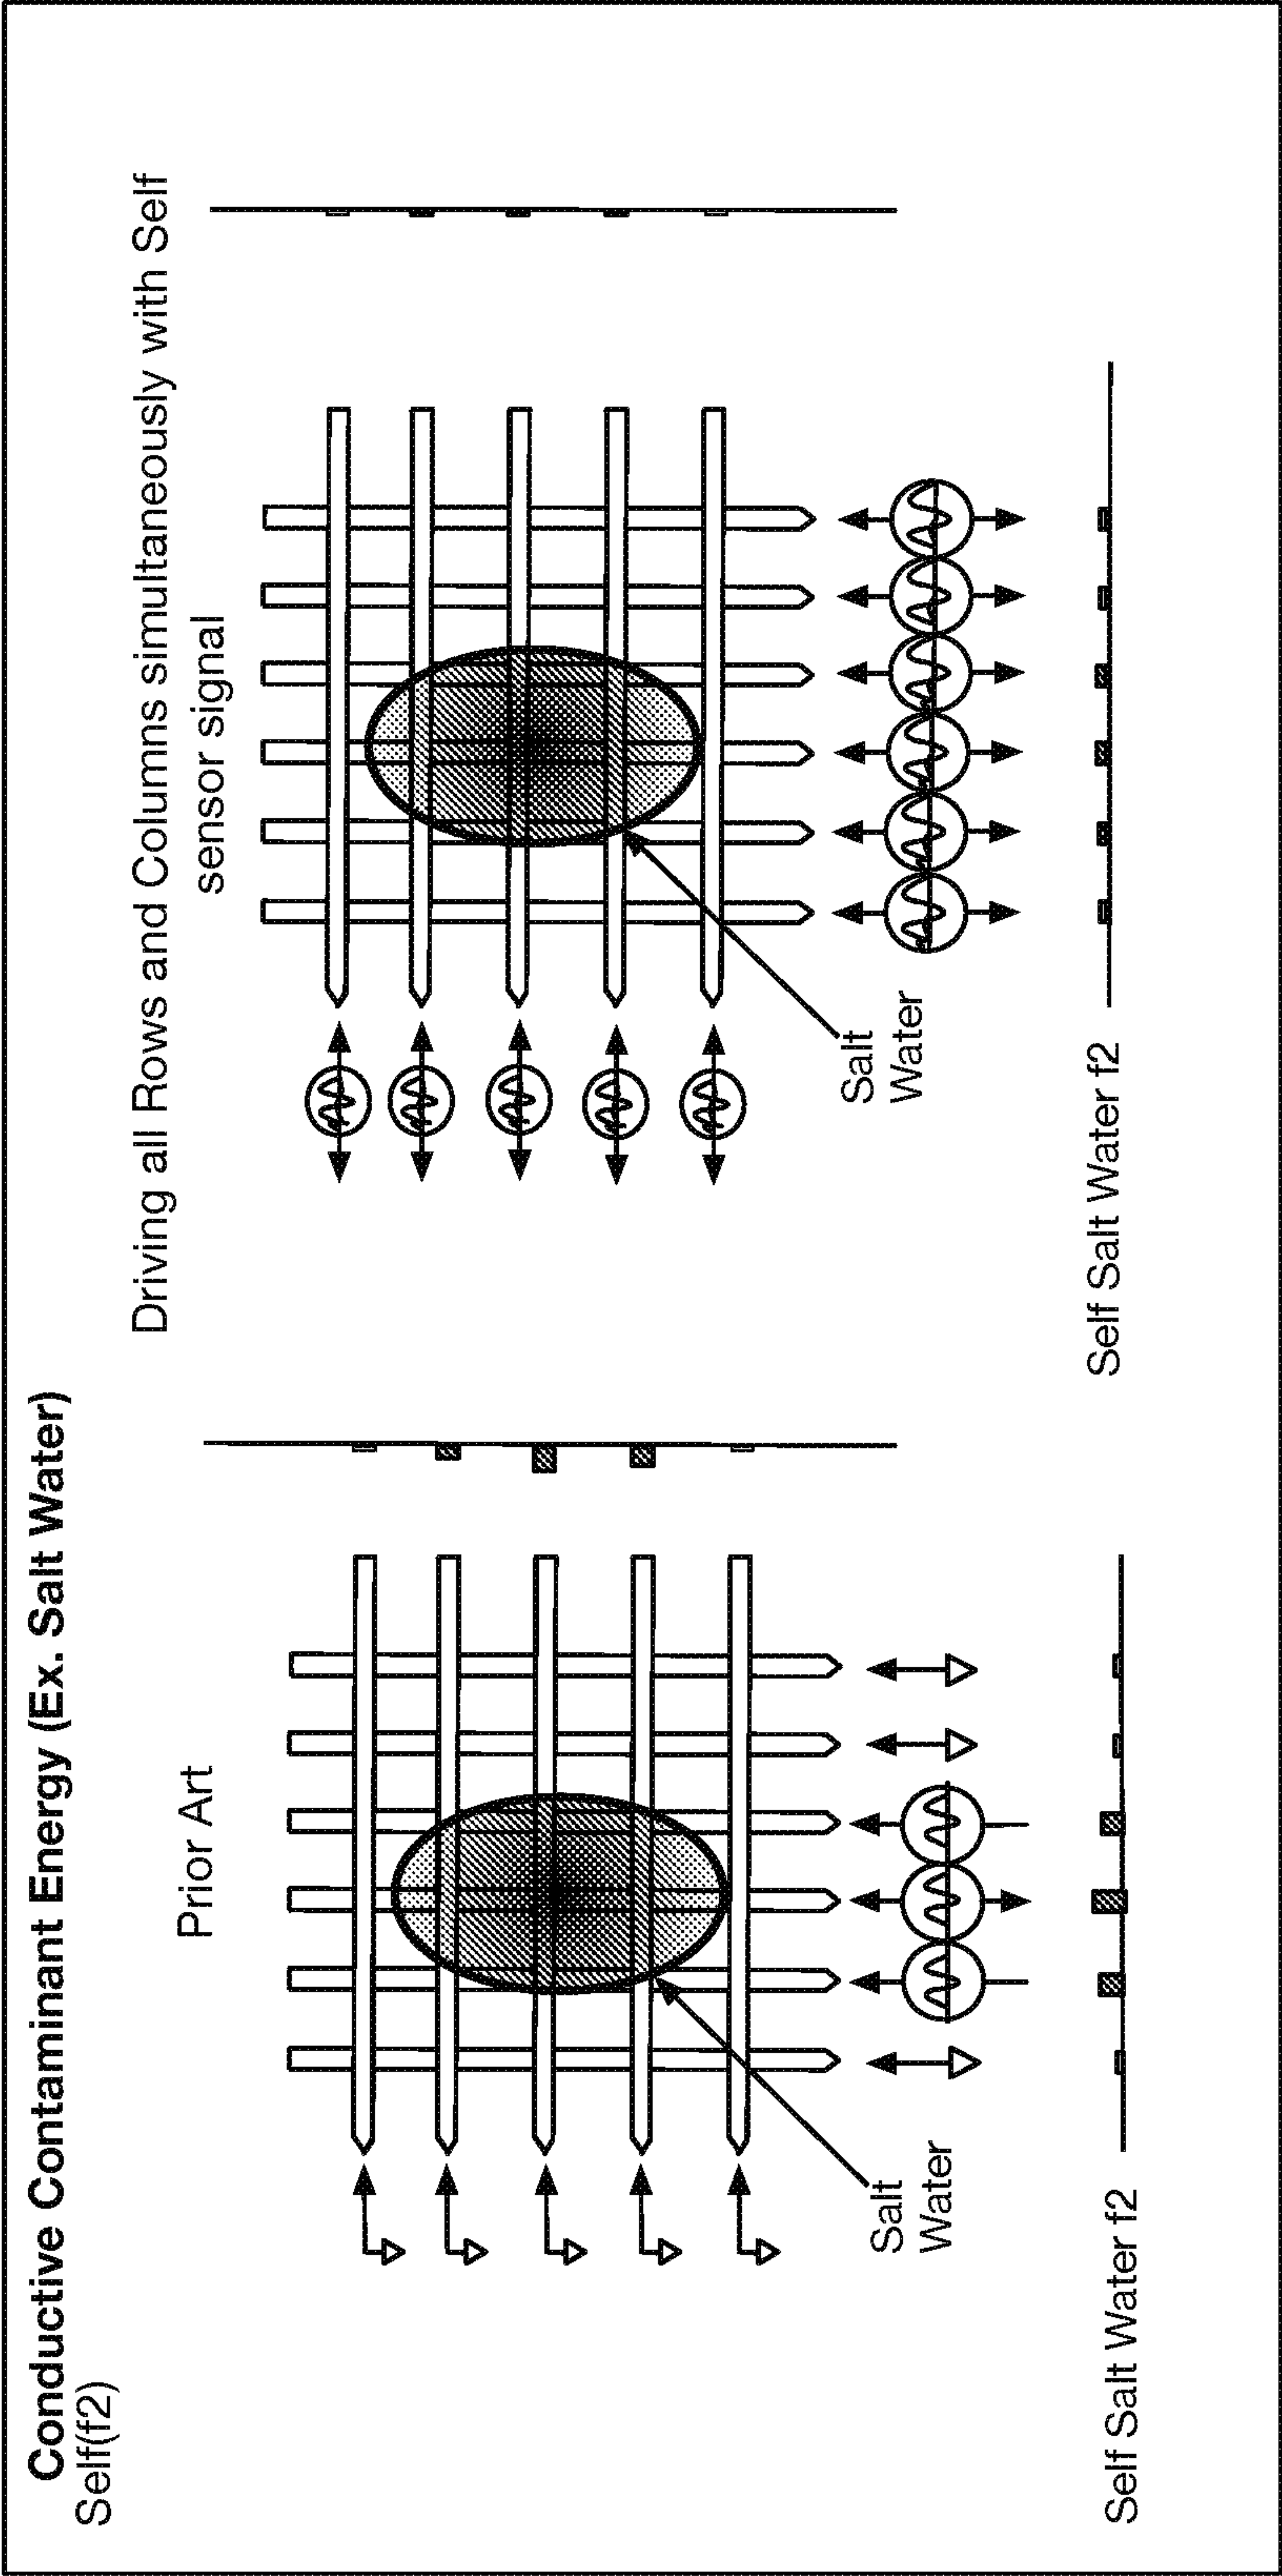 Conductive Contaminant Energy (Ex. Salt Water)
Self(f2)
Prior Art
Salt
Water
Self Salt Water f2
Driving all Rows and Columns simultaneously with Self
sensor signal
Salt
Water
Self Salt Water f2